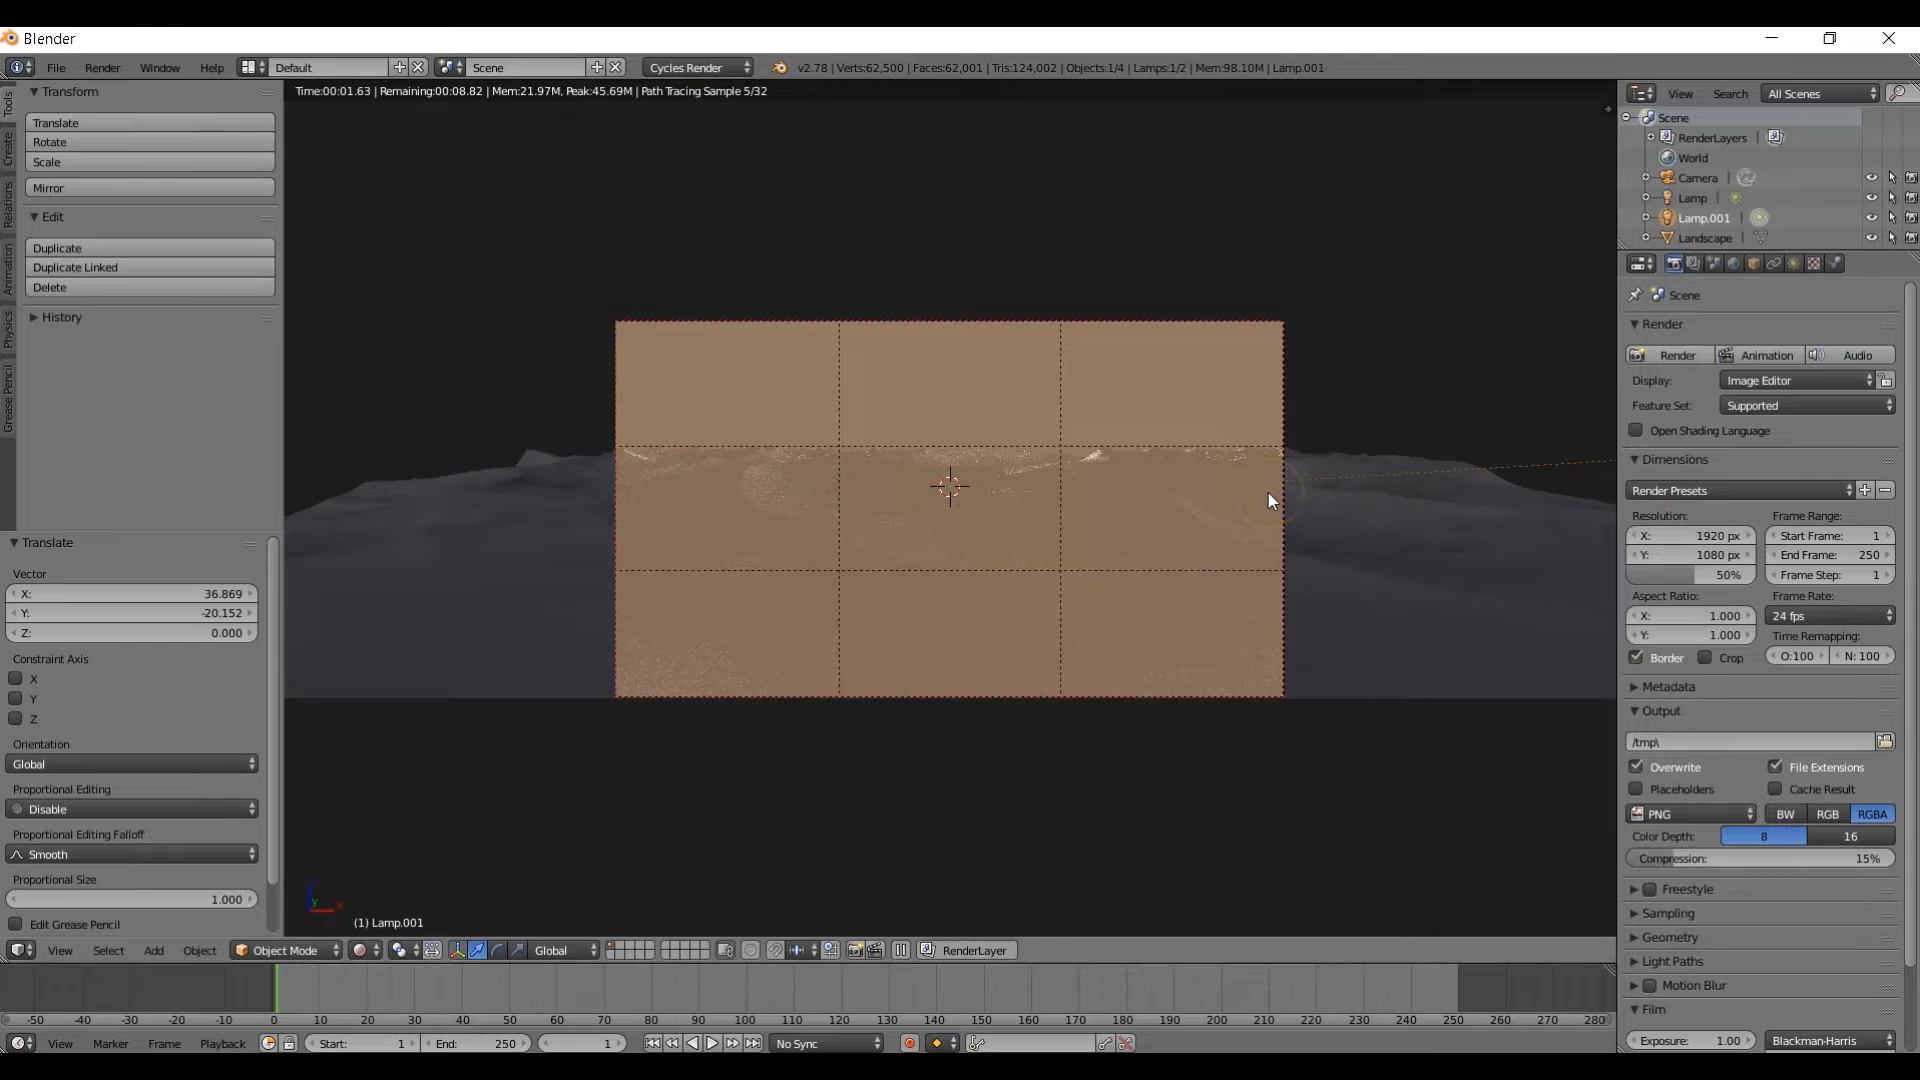 Blender
File Render Window Help Default Scene Cycles Render v2.78 | Verts:62,500 | Faces:62,001 | Tris:124,002 | Objects:1/4 | Lamps:1/2 | Mem:98.10M | Lamp.001
Time:00:01.63 | Remaining:00:08.82 | Mem:21.97M, Peak:45.69M | Path Tracing Sample 5/32
Tools
Create
Relations
Animation
Physics
Grease Pencil
Transform
Translate
Rotate
Scale
Mirror
Edit
Duplicate
Duplicate Linked
Delete
History
Translate
Vector
X: 36.869
Y: -20.152
Z: 0.000
Constraint Axis
X
Y
Z
Orientation
Global
Proportional Editing
Disable
Proportional Editing Falloff
Smooth
Proportional Size
1.000
Edit Grease Pencil
y
(1) Lamp.001
View Select Add Object Object Mode Global RenderLayer
View Search All Scenes
Scene
RenderLayers |
World
Camera |
Lamp |
Lamp.001 |
Landscape |
Scene
Render
Render Animation Audio
Display: Image Editor
Feature Set: Supported
Open Shading Language
Dimensions
Render Presets
Resolution: Frame Range:
X: 1920 px Start Frame: 1
Y: 1080 px End Frame: 250
50% Frame Step: 1
Aspect Ratio: Frame Rate:
X: 1.000 24 fps
Y: 1.000 Time Remapping:
Border Crop O:100 N: 100
Metadata
Output
/tmp\
Overwrite File Extensions
Placeholders Cache Result
PNG BW RGB RGBA
Color Depth: 8 16
Compression: 15%
Freestyle
Sampling
Geometry
Light Paths
Motion Blur
Film
Exposure: 1.00 Blackman-Harris
-50 -40 -30 -20 -10 0 10 20 30 40 50 60 70 80 90 100 110 120 130 140 150 160 170 180 190 200 210 220 230 240 250 260 270 280
View Marker Frame Playback Start: 1 End: 250 1 No Sync